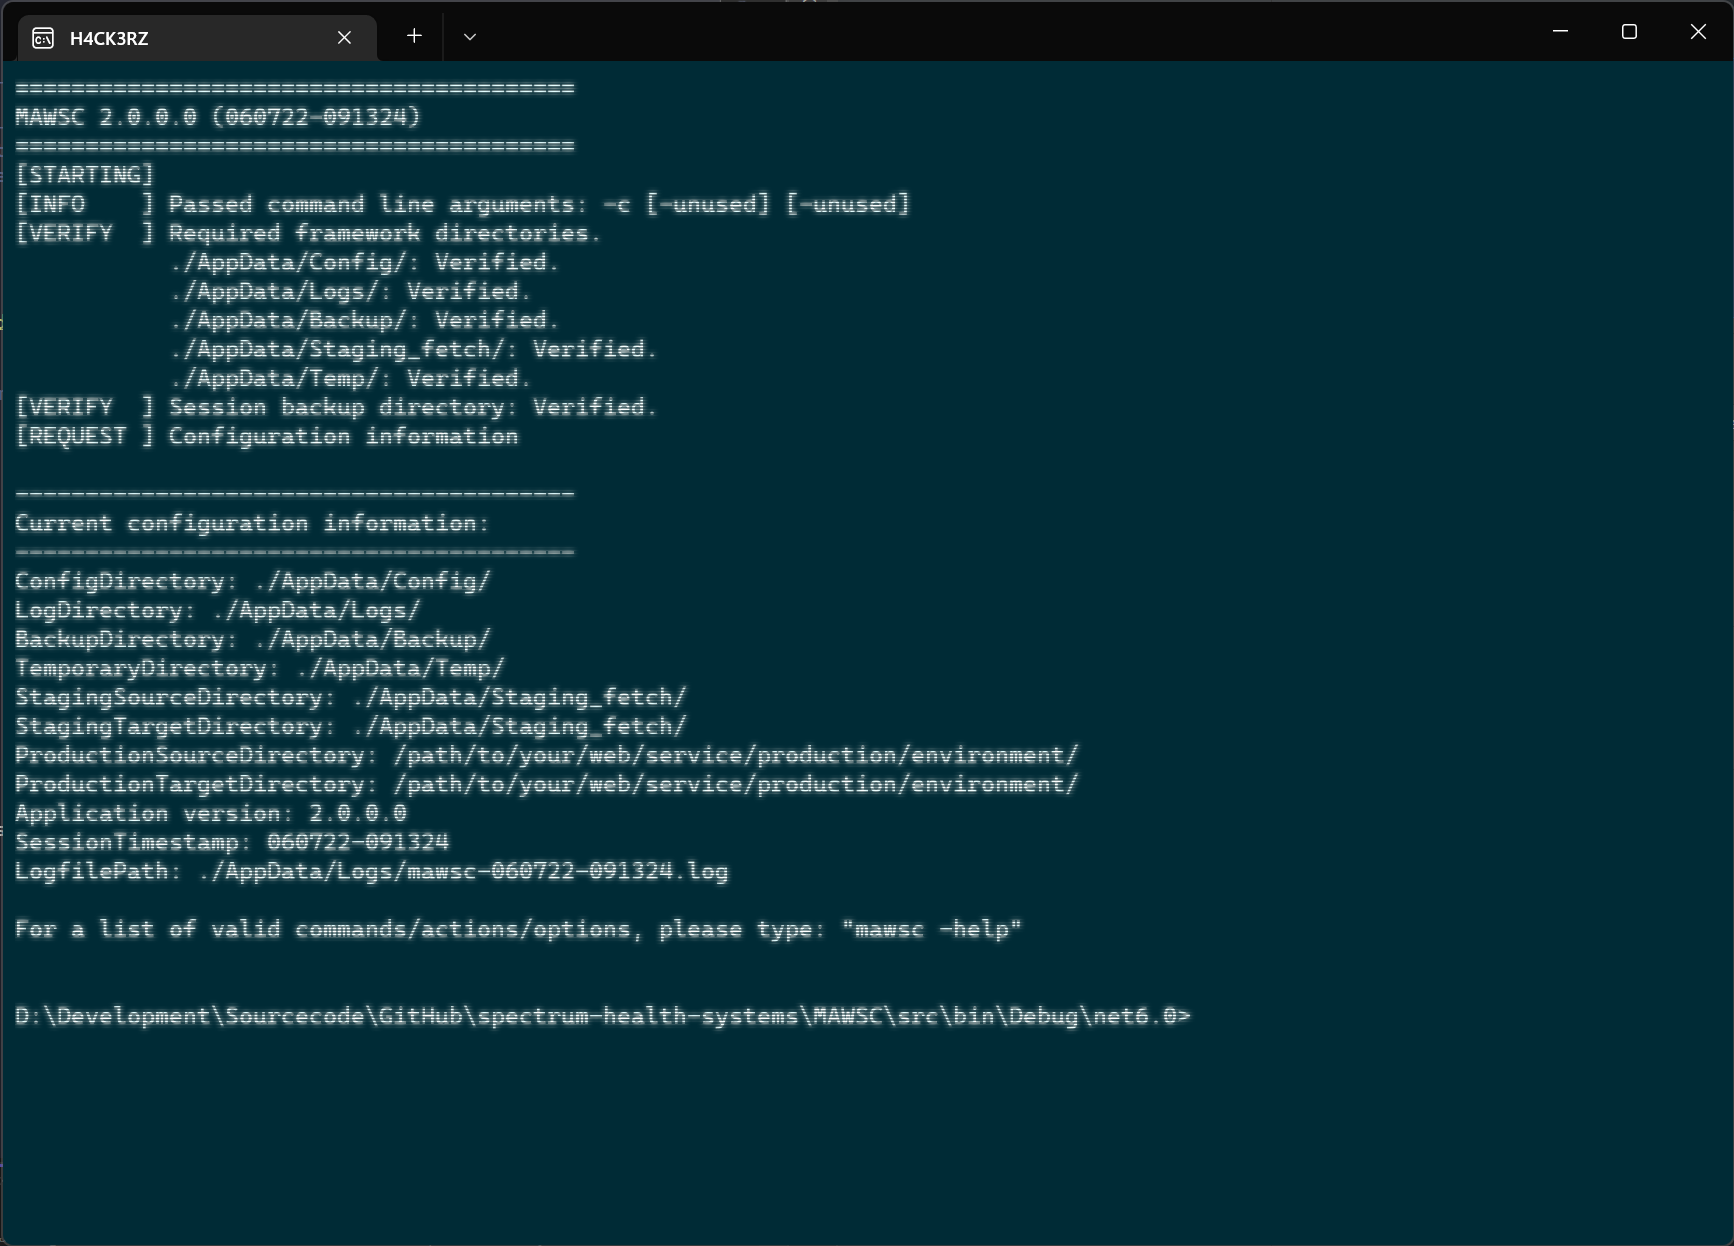 H4CK3RZ
========================================
MAWSC 2.0.0.0 (060722-091324)
========================================
[STARTING]
[INFO    ] Passed command line arguments: -c [-unused] [-unused]
[VERIFY  ] Required framework directories.
           ./AppData/Config/: Verified.
           ./AppData/Logs/: Verified.
           ./AppData/Backup/: Verified.
           ./AppData/Staging_fetch/: Verified.
           ./AppData/Temp/: Verified.
[VERIFY  ] Session backup directory: Verified.
[REQUEST ] Configuration information
----------------------------------------
Current configuration information:
----------------------------------------
ConfigDirectory: ./AppData/Config/
LogDirectory: ./AppData/Logs/
BackupDirectory: ./AppData/Backup/
TemporaryDirectory: ./AppData/Temp/
StagingSourceDirectory: ./AppData/Staging_fetch/
StagingTargetDirectory: ./AppData/Staging_fetch/
ProductionSourceDirectory: /path/to/your/web/service/production/environment/
ProductionTargetDirectory: /path/to/your/web/service/production/environment/
Application version: 2.0.0.0
SessionTimestamp: 060722-091324
LogfilePath: ./AppData/Logs/mawsc-060722-091324.log
For a list of valid commands/actions/options, please type: "mawsc -help"
D:\Development\Sourcecode\GitHub\spectrum-health-systems\MAWSC\src\bin\Debug\net6.0>